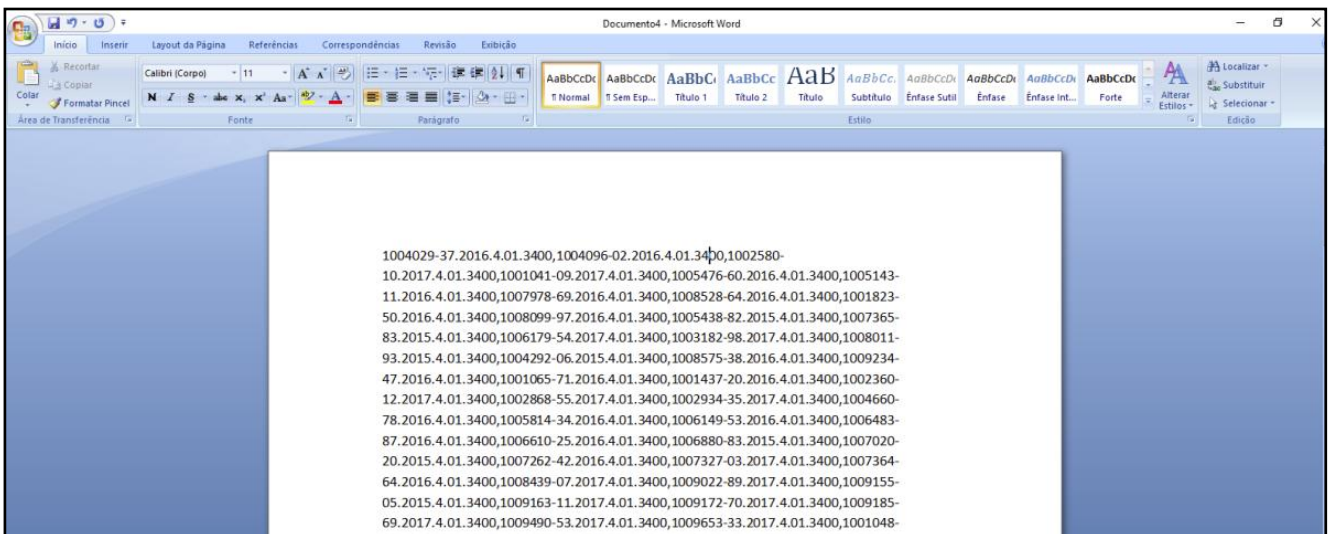 Documento4 - Microsoft Word
Início Inserir Layout da Página Referências Correspondências Revisão Exibição
Colar
Recortar
Copiar
Formatar Pincel
Área de Transferência
Calibri (Corpo) 11
N I S abc x, x² Aa A
Fonte
Parágrafo
AaBbCcDc AaBbCcDc AaBbC AaBbCc AaB AaBbCc. AaBbCcDc AaBbCcDc AaBbCcDc AaBbCcDc
¶ Normal ¶ Sem Esp... Título 1 Título 2 Título Subtítulo Ênfase Sutil Ênfase Ênfase Int... Forte
Alterar Estilos
Estilo
Localizar
Substituir
Selecionar
Edição
1004029-37.2016.4.01.3400,1004096-02.2016.4.01.3400,1002580-
10.2017.4.01.3400,1001041-09.2017.4.01.3400,1005476-60.2016.4.01.3400,1005143-
11.2016.4.01.3400,1007978-69.2016.4.01.3400,1008528-64.2016.4.01.3400,1001823-
50.2016.4.01.3400,1008099-97.2016.4.01.3400,1005438-82.2015.4.01.3400,1007365-
83.2015.4.01.3400,1006179-54.2017.4.01.3400,1003182-98.2017.4.01.3400,1008011-
93.2015.4.01.3400,1004292-06.2015.4.01.3400,1008575-38.2016.4.01.3400,1009234-
47.2016.4.01.3400,1001065-71.2016.4.01.3400,1001437-20.2016.4.01.3400,1002360-
12.2017.4.01.3400,1002868-55.2017.4.01.3400,1002934-35.2017.4.01.3400,1004660-
78.2016.4.01.3400,1005814-34.2016.4.01.3400,1006149-53.2016.4.01.3400,1006483-
87.2016.4.01.3400,1006610-25.2016.4.01.3400,1006880-83.2015.4.01.3400,1007020-
20.2015.4.01.3400,1007262-42.2016.4.01.3400,1007327-03.2017.4.01.3400,1007364-
64.2016.4.01.3400,1008439-07.2017.4.01.3400,1009022-89.2017.4.01.3400,1009155-
05.2015.4.01.3400,1009163-11.2017.4.01.3400,1009172-70.2017.4.01.3400,1009185-
69.2017.4.01.3400,1009490-53.2017.4.01.3400,1009653-33.2017.4.01.3400,1001048-